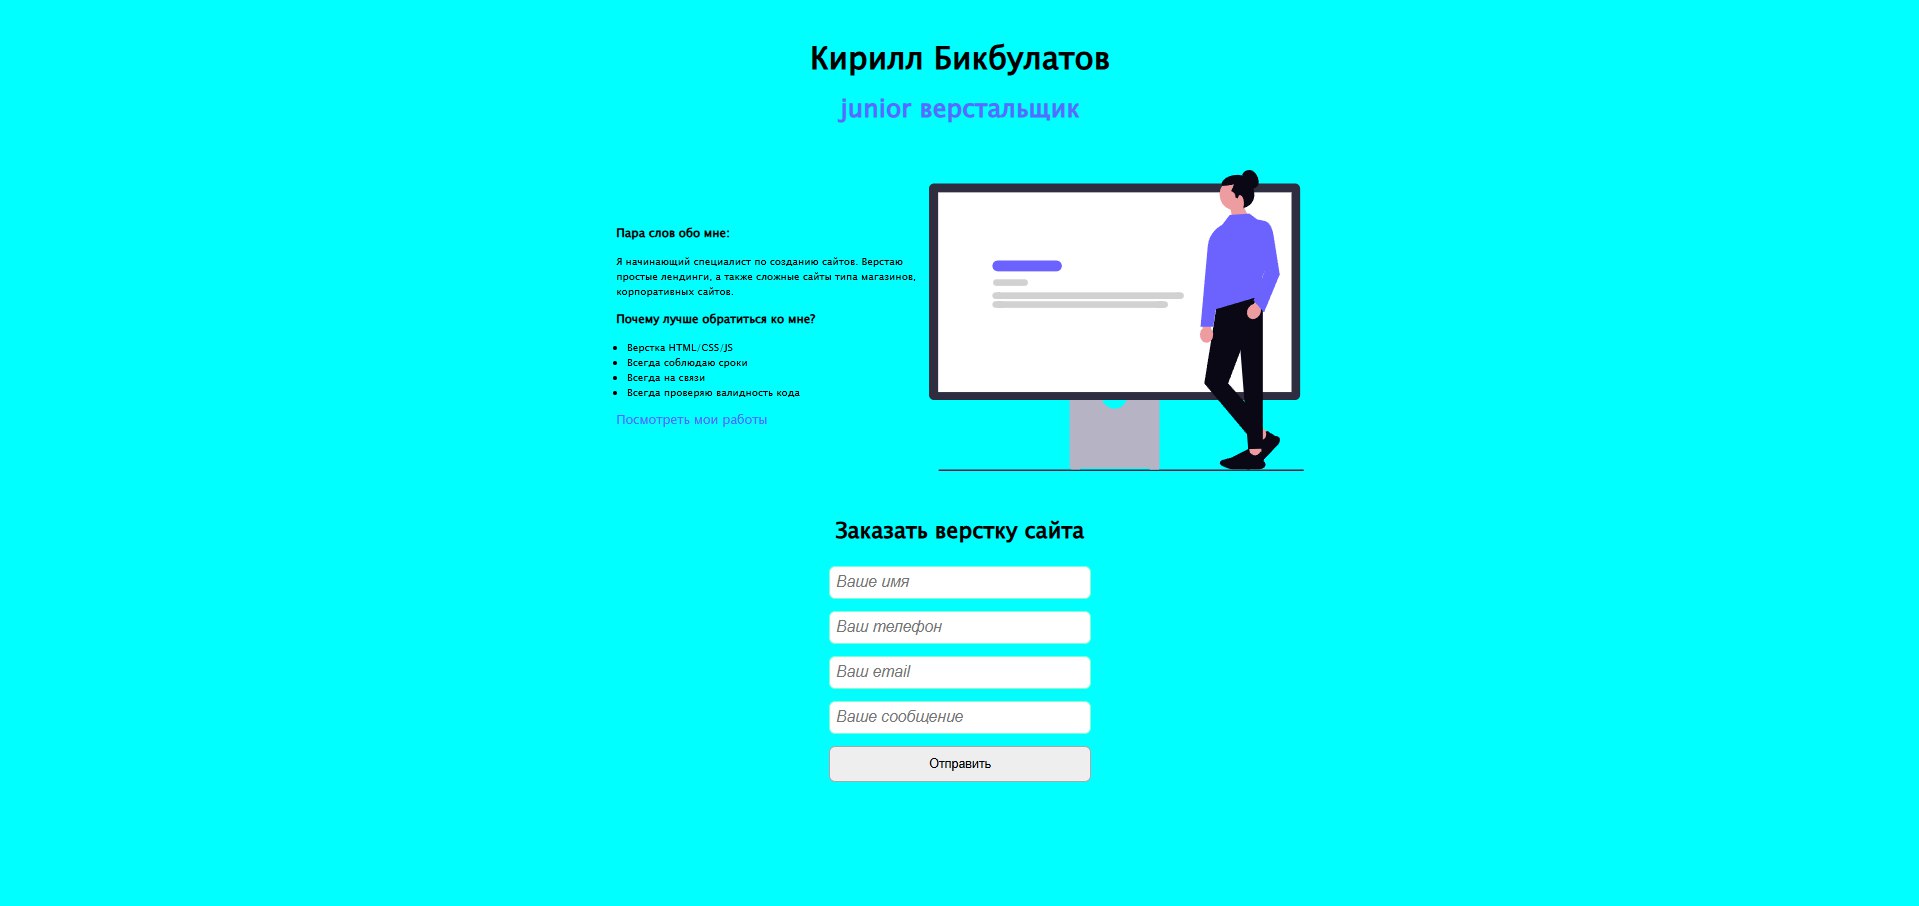 Кирилл Бикбулатов
junior верстальщик
Пара слов обо мне:
Я начинающий специалист по созданию сайтов. Верстаю
простые лендинги, а также сложные сайты типа магазинов,
корпоративных сайтов.
Почему лучше обратиться ко мне?
Верстка HTML/CSS/JS
Всегда соблюдаю сроки
Всегда на связи
Всегда проверяю валидность кода
Посмотреть мои работы
Заказать верстку сайта
Ваше имя
Ваш телефон
Ваш email
Ваше сообщение
Отправить